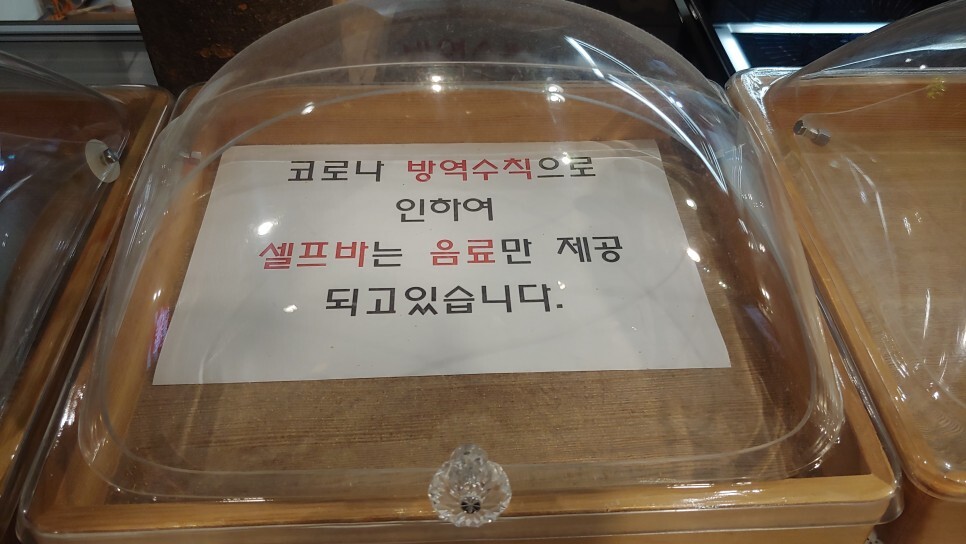 코로나 방역수칙으로
인하여
셀프바는 음료만 제공
되고있습니다.